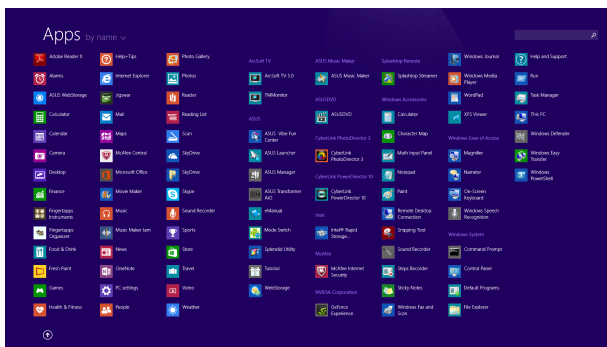 Apps by name
Adobe Reader X
Alarms
ASUS WebStorage
Calculator
Calendar
Camera
Desktop
Finance
Fingertapps
Instruments
Fingertapps
Organizer
Food & Drink
Fresh Paint
Games
Health & Fitness
Help+Tips
Internet Explorer
Jigswar
Mail
Maps
McAfee Central
Microsoft Office
Movie Maker
Music
Music Maker Jam
News
OneNote
PC settings
People
Photo Gallery
Photos
Reader
Reading List
Scan
SkyDrive
SkyDrive
Skype
Sound Recorder
Sports
Store
Travel
Video
Weather
ArcSoft TV
ArcSoft TV 5.0
TMMonitor
ASUS
ASUS Vibe Fun
Center
ASUS Launcher
ASUS Manager
ASUS Transformer
AiO
eManual
Mode Switch
Splendid Utility
Tutorial
WebStorage
ASUS Music Maker
ASUS Music Maker
ASUSDVD
ASUSDVD
CyberLink PhotoDirector 3
CyberLink
PhotoDirector 3
CyberLink PowerDirector 10
CyberLink
PowerDirector 10
Intel
Intel® Rapid
Storage...
McAfee
McAfee Internet
Security
NVIDIA Corporation
GeForce
Experience
Splashtop Remote
Splashtop Streamer
Windows Accessories
Calculator
Character Map
Math Input Panel
Notepad
Paint
Remote Desktop
Connection
Snipping Tool
Sound Recorder
Steps Recorder
Sticky Notes
Windows Fax and
Scan
Windows Journal
Windows Media
Player
WordPad
XPS Viewer
Windows Ease of Access
Magnifier
Narrator
On-Screen
Keyboard
Windows Speech
Recognition
Windows System
Command Prompt
Control Panel
Default Programs
File Explorer
Help and Support
Run
Task Manager
This PC
Windows Defender
Windows Easy
Transfer
Windows
PowerShell